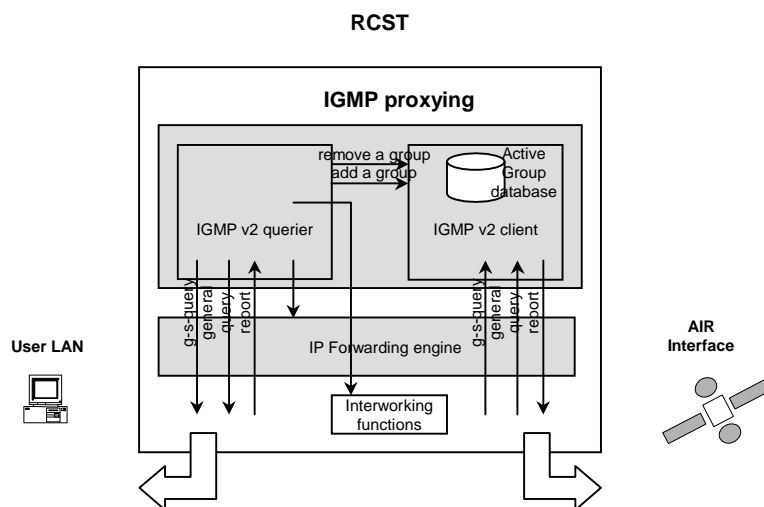 RCST
IGMP proxying
remove a group
add a group
Active
Group
database
IGMP v2 querier
IGMP v2 client
g-s-query
general
query
report
g-s-query
general
query
report
User LAN
IP Forwarding engine
AIR
Interface
Interworking
functions